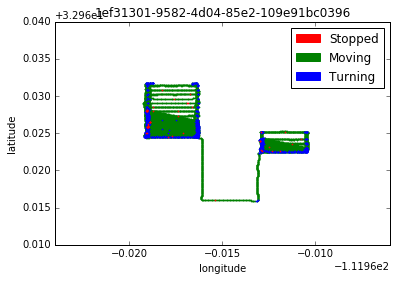 1ef31301-9582-4d04-85e2-109e91bc0396
+3.296e1
0.040
0.035
0.030
0.025
0.020
0.015
0.010
latitude
Stopped
Moving
Turning
−0.020
−0.015
−0.010
longitude
−1.1196e2